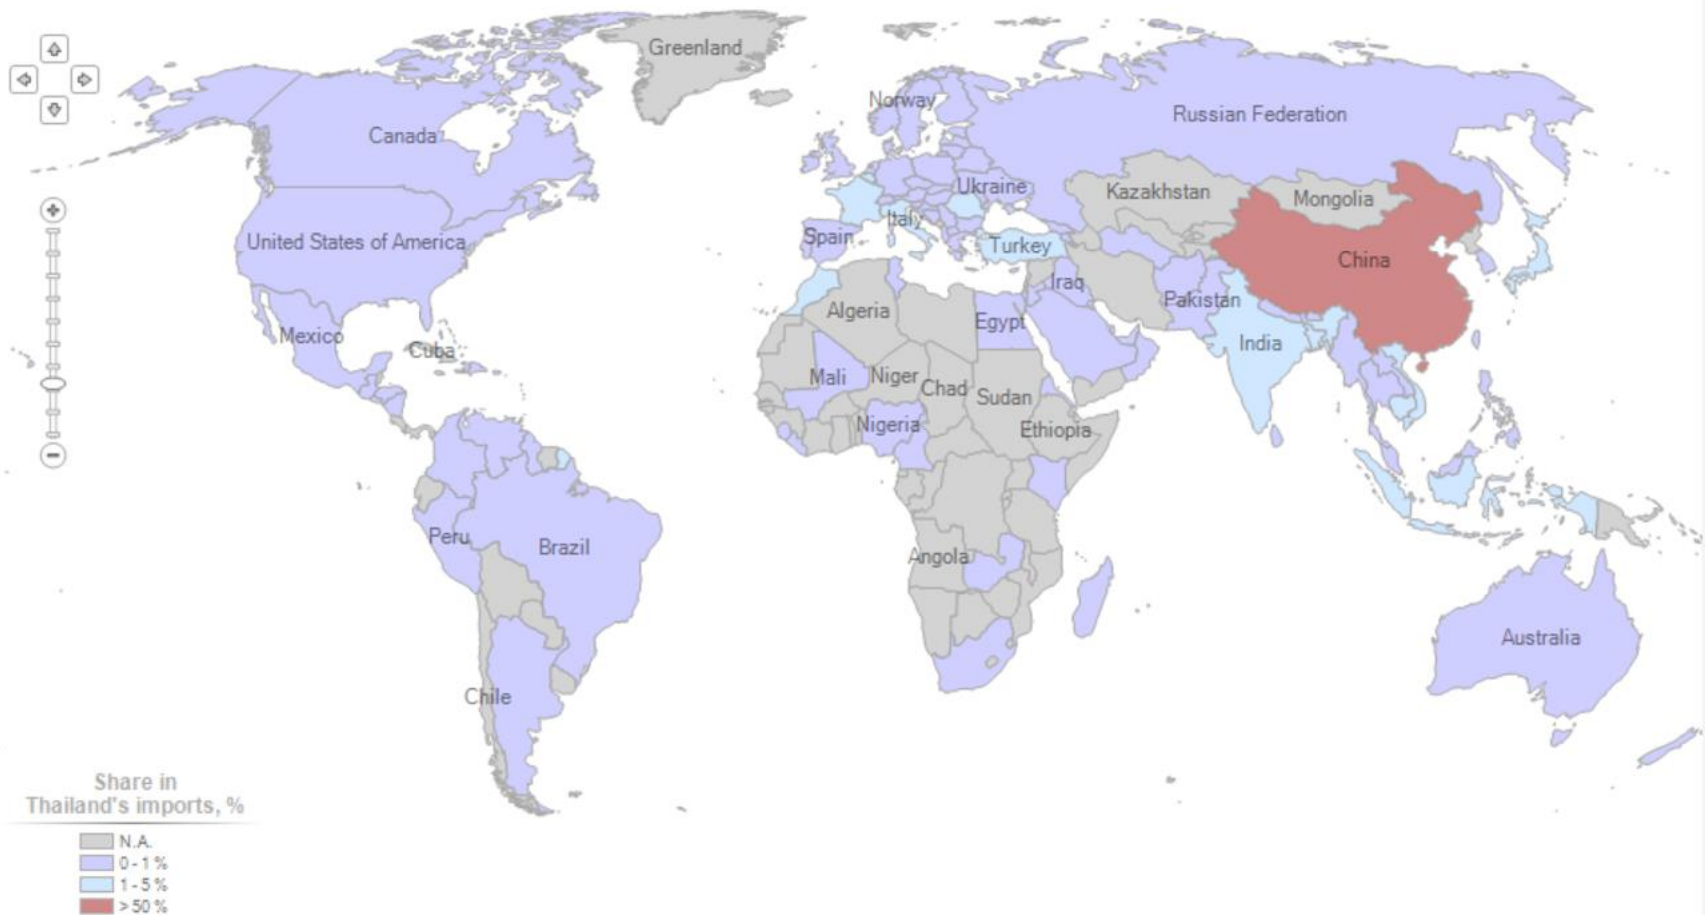 Greenland
Norway
Russian Federation
Canada
Ukraine
Kazakhstan
Mongolia
Italy
Spain
United States of America
Turkey
China
Iraq
Pakistan
Algeria
Egypt
Mexico
India
Cuba
Mali
Niger
Chad
Sudan
Nigeria
Ethiopia
Peru
Brazil
Angola
Australia
Chile
Share in
Thailand's imports, %
N.A.
0 - 1 %
1 - 5 %
> 50 %